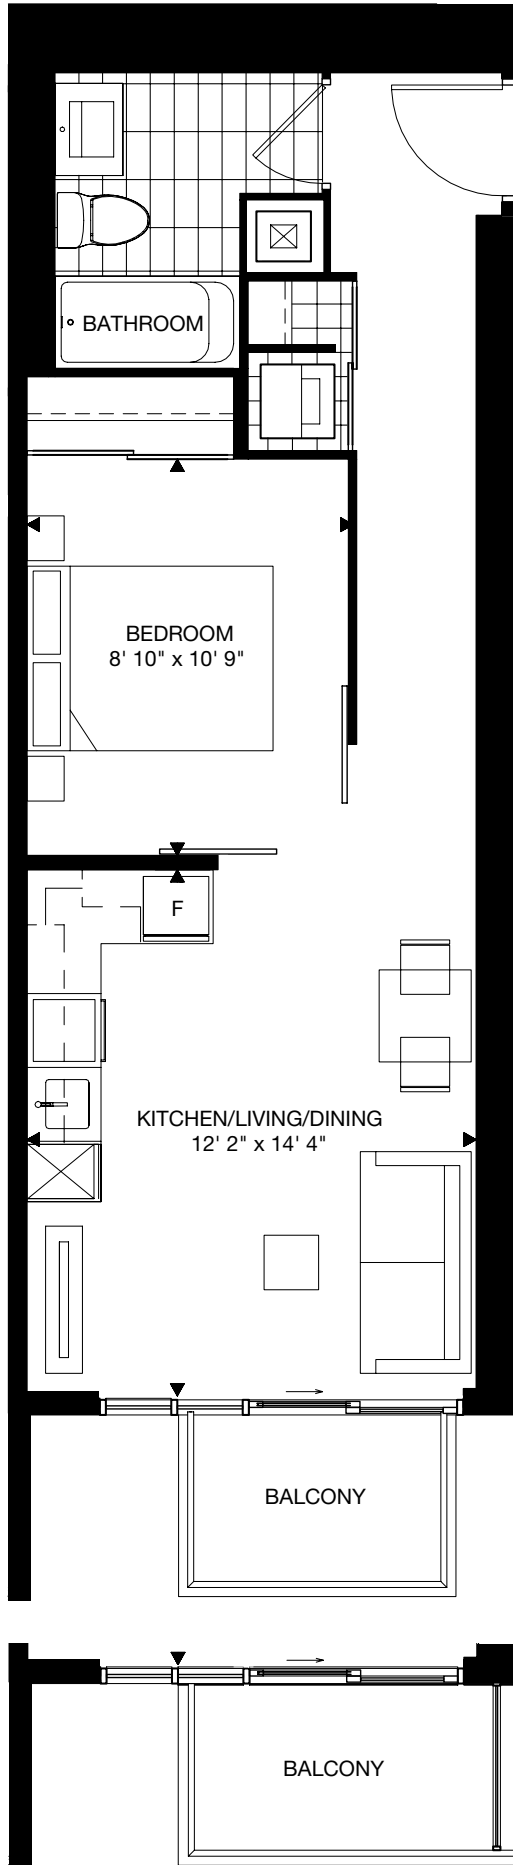 BATHROOM
BEDROOM
8' 10" x 10' 9"
F
KITCHEN/LIVING/DINING
12' 2" x 14' 4"
BALCONY
BALCONY